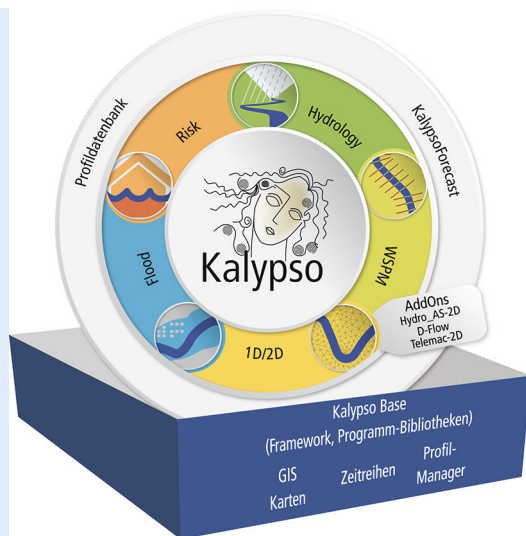 Profildatenbank
KalypsoForecast
Risk
Hydrology
Flood
WSPM
1D/2D
Kalypso
AddOns
Hydro_AS-2D
D-Flow
Telemac-2D
Kalypso Base
(Framework, Programm-Bibliotheken)
GIS
Karten
Zeitreihen
Profil-
Manager